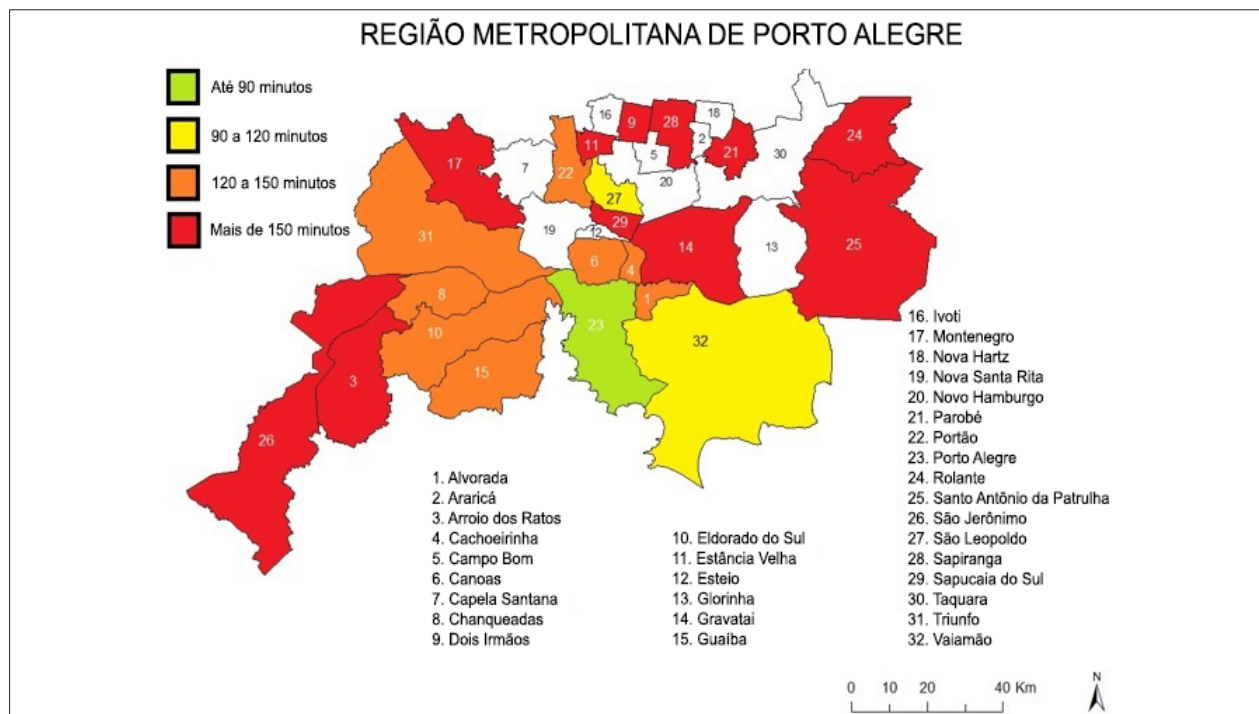 REGIÃO METROPOLITANA DE PORTO ALEGRE
Até 90 minutos
90 a 120 minutos
120 a 150 minutos
Mais de 150 minutos
16
9
28
18
24
11
5
2
21
30
17
7
22
20
27
29
12
19
31
14
13
25
6
4
8
1
23
10
32
15
3
26
1. Alvorada
2. Araricá
3. Arroio dos Ratos
4. Cachoeirinha
5. Campo Bom
6. Canoas
7. Capela Santana
8. Chanqueadas
9. Dois Irmãos
10. Eldorado do Sul
11. Estância Velha
12. Esteio
13. Glorinha
14. Gravatai
15. Guaíba
16. Ivoti
17. Montenegro
18. Nova Hartz
19. Nova Santa Rita
20. Novo Hamburgo
21. Parobé
22. Portão
23. Porto Alegre
24. Rolante
25. Santo Antônio da Patrulha
26. São Jerônimo
27. São Leopoldo
28. Sapiranga
29. Sapucaia do Sul
30. Taquara
31. Triunfo
32. Vaiamão
0 10 20 40 Km
N